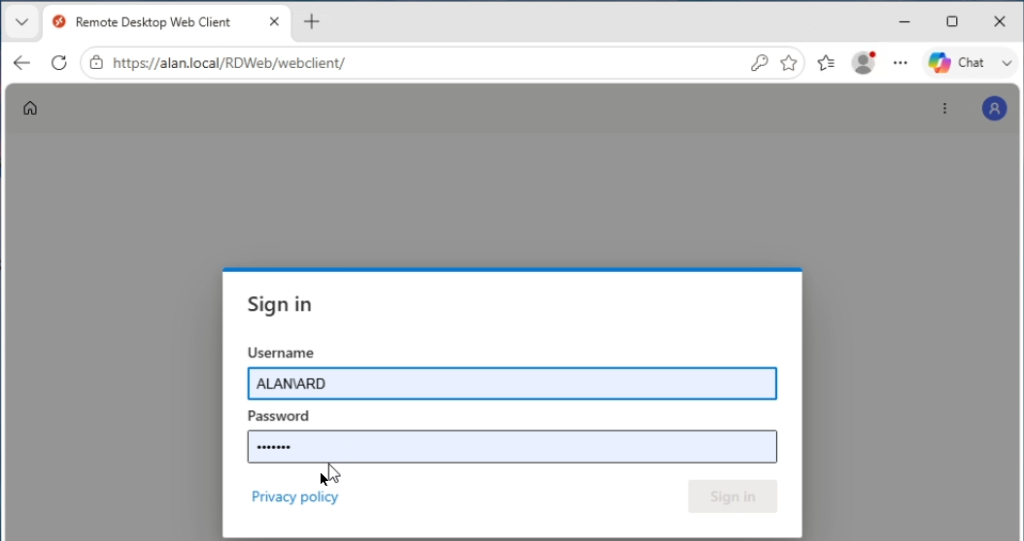 Remote Desktop Web Client
https://alan.local/RDWeb/webclient/
Chat
Sign in
Username
ALAN\ARD
Password
•••••••
Privacy policy
Sign in